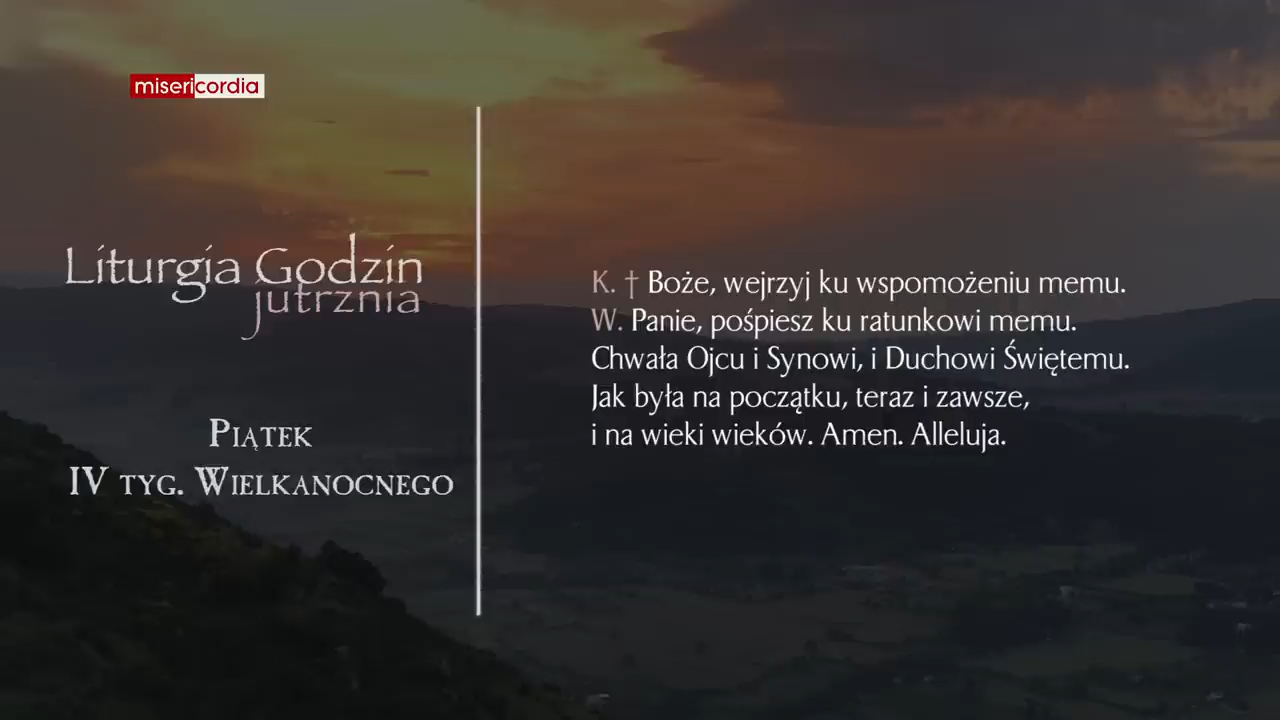 misericordia
Liturgia Godzin
jutrznia
Piątek
IV tyg. Wielkanocnego
K. † Boże, wejrzyj ku wspomożeniu memu.
W. Panie, pośpiesz ku ratunkowi memu.
Chwała Ojcu i Synowi, i Duchowi Świętemu.
Jak była na początku, teraz i zawsze,
i na wieki wieków. Amen. Alleluja.